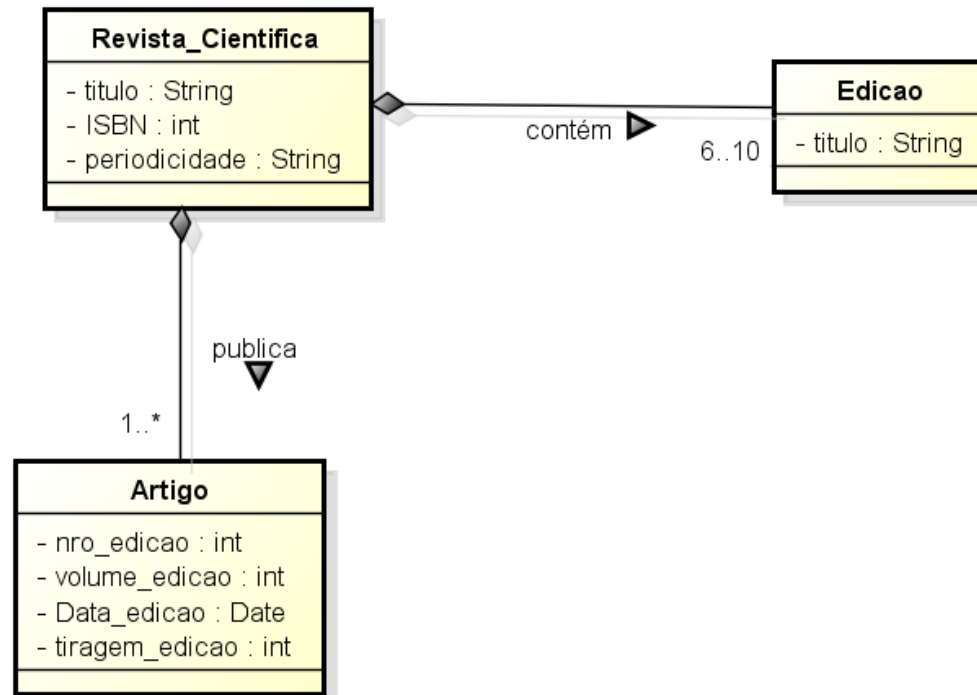 Revista_Cientifica
- titulo : String
- ISBN : int
- periodicidade : String
contém
6..10
Edicao
- titulo : String
publica
1..*
Artigo
- nro_edicao : int
- volume_edicao : int
- Data_edicao : Date
- tiragem_edicao : int